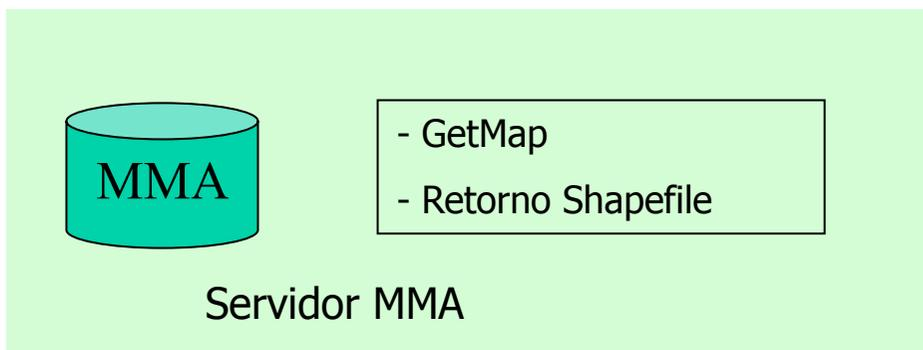 MMA
- GetMap
- Retorno Shapefile
Servidor MMA